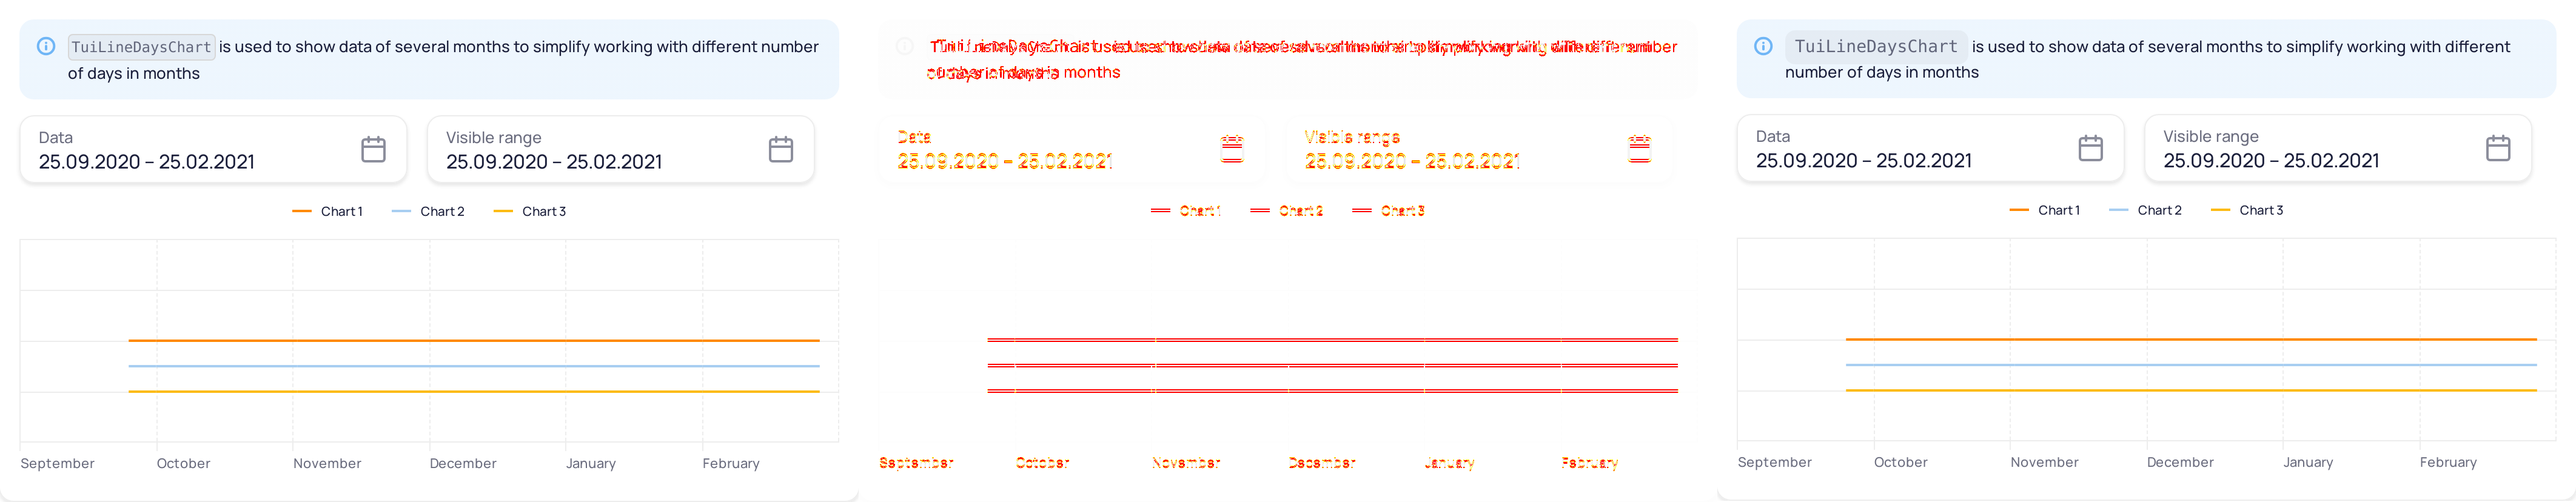 TuiLineDaysChart is used to show data of several months to simplify working with different number
of days in months
Data
25.09.2020 – 25.02.2021
Visible range
25.09.2020 – 25.02.2021
Chart 1
Chart 2
Chart 3
September
October
November
December
January
February
number
months
Data
25.09.2020 – 25.02.2021
Visible range
25.09.2020 – 25.02.2021
Chart 1
Chart 2
Chart 3
September
October
November
December
January
February
TuiLineDaysChart is used to show data of several months to simplify working with different
number of days in months
Data
25.09.2020 – 25.02.2021
Visible range
25.09.2020 – 25.02.2021
Chart 1
Chart 2
Chart 3
September
October
November
December
January
February